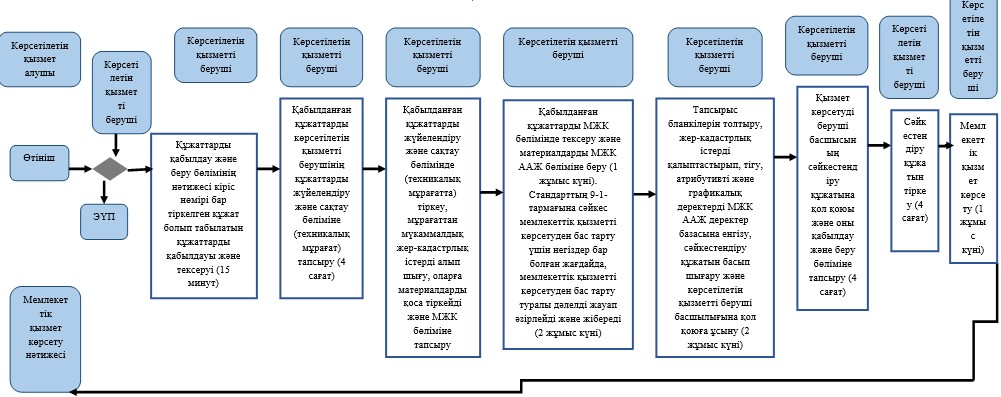 Көрсетілетін
қызмет
алушы
Көрсеті
летін
қызмет
ті
беруші
Көрсетілетін
қызметті
беруші
Көрсетілетін
қызметті
беруші
Көрсетілетін
қызметті
беруші
Көрсетілетін қызметті
беруші
Көрсетілетін
қызметті
беруші
Көрсетілетін
қызметті
беруші
Көрсеті
летін
қызмет
ті
беруші
Көрс
етіле
тін
қызм
етті
беру
ші
Өтініш
ЭҮП
Құжаттарды
қабылдау және
беру бөлімінің
нәтижесі кіріс
нөмірі бар
тіркелген құжат
болып табылатын
құжаттарды
қабылдауы және
тексеруі (15
минут)
Қабылданған
құжаттарды
көрсетілетін
қызметті
берушінің
құжаттарды
жүйелендіру
және сақтау
бөліміне
(техникалық
мұрағат)
тапсыру (4
сағат)
Қабылданған
құжаттарды
жүйелендіру
және сақтау
бөлімінде
(техникалық
мұрағатта)
тіркеу,
мұрағаттан
мүкаммалдық
жер-кадастрлық
істерді алып
шығу, оларға
материалдарды
қоса тіркейді
және МЖК
бөліміне
тапсыру
Қабылданған
құжаттарды МЖК
бөлімінде тексеру және
материалдарды МЖК
ААЖ бөліміне беру (1
жұмыс күні).
Стандарттың 9-1-
тармағына сәйкес
мемлекеттік қызметті
көрсетуден бас тарту
үшін негіздер бар
болған жағдайда,
мемлекеттік қызметті
көрсетуден бас тарту
туралы дәлелді жауап
әзірлейді және жібереді
(2 жұмыс күні)
Тапсырыс
бланкілерін толтыру,
жер-кадастрлық
істерді
қалыптастырып, тігу,
атрибутивті және
графикалық
деректерді МЖК
ААЖ деректер
базасына енгізу,
сәйкестендіру
құжатын басып
шығару және
көрсетілетін
қызметті беруші
басшылығына қол
қоюға ұсыну (2
жұмыс күні)
Қызмет
көрсетуді
беруші
басшысын
ың
сәйкестенд
іру
құжатына
қол қоюы
және оны
қабылдау
және беру
бөліміне
тапсыру (4
сағат)
Сәйк
естен
діру
құжа
тын
тірке
у (4
сағат)
Мемл
екетті
к
қызм
ет
көрсе
ту (1
жұмы
с
күні)
Мемлекет
тік
қызмет
көрсету
нәтижесі